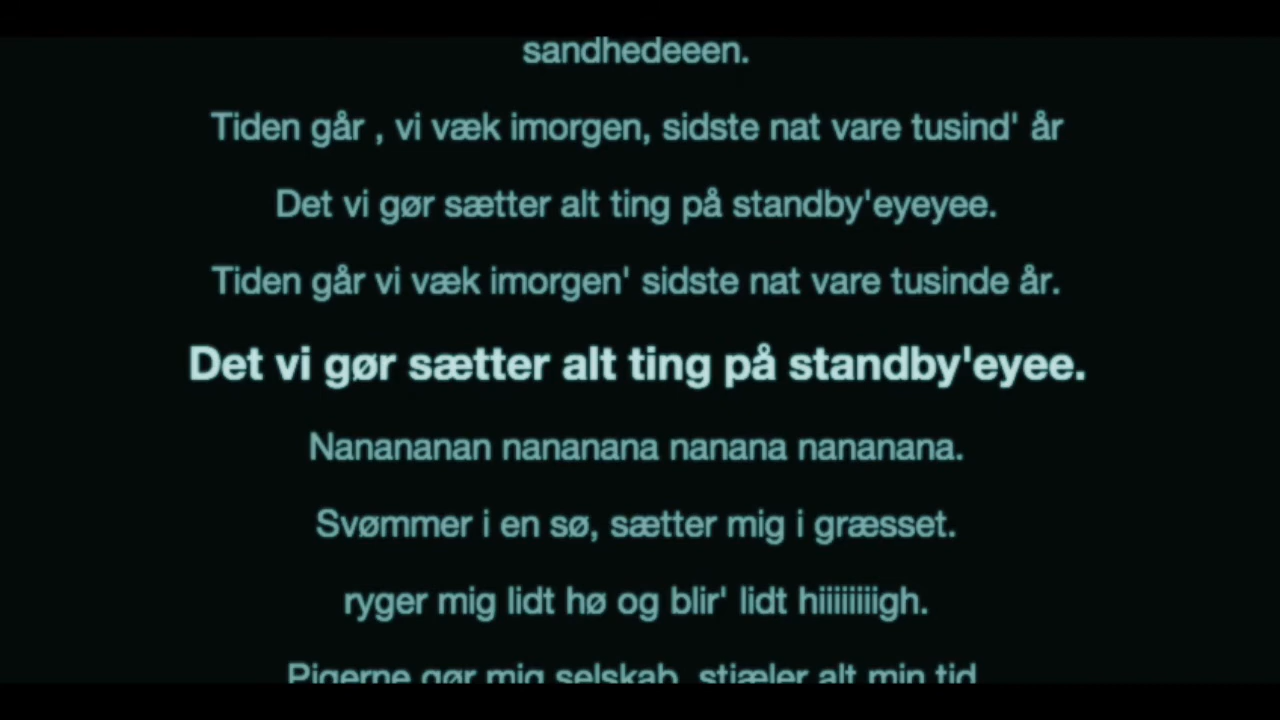 sandhedeeen.
Tiden går , vi væk imorgen, sidste nat vare tusind' år
Det vi gør sætter alt ting på standby'eyeyee.
Tiden går vi væk imorgen' sidste nat vare tusinde år.
Det vi gør sætter alt ting på standby'eyee.
Nanananan nananana nanana nananana.
Svømmer i en sø, sætter mig i græsset.
ryger mig lidt hø og blir' lidt hiiiiiiiigh.
Pigerne gør mig selskab, stjæler alt min tid